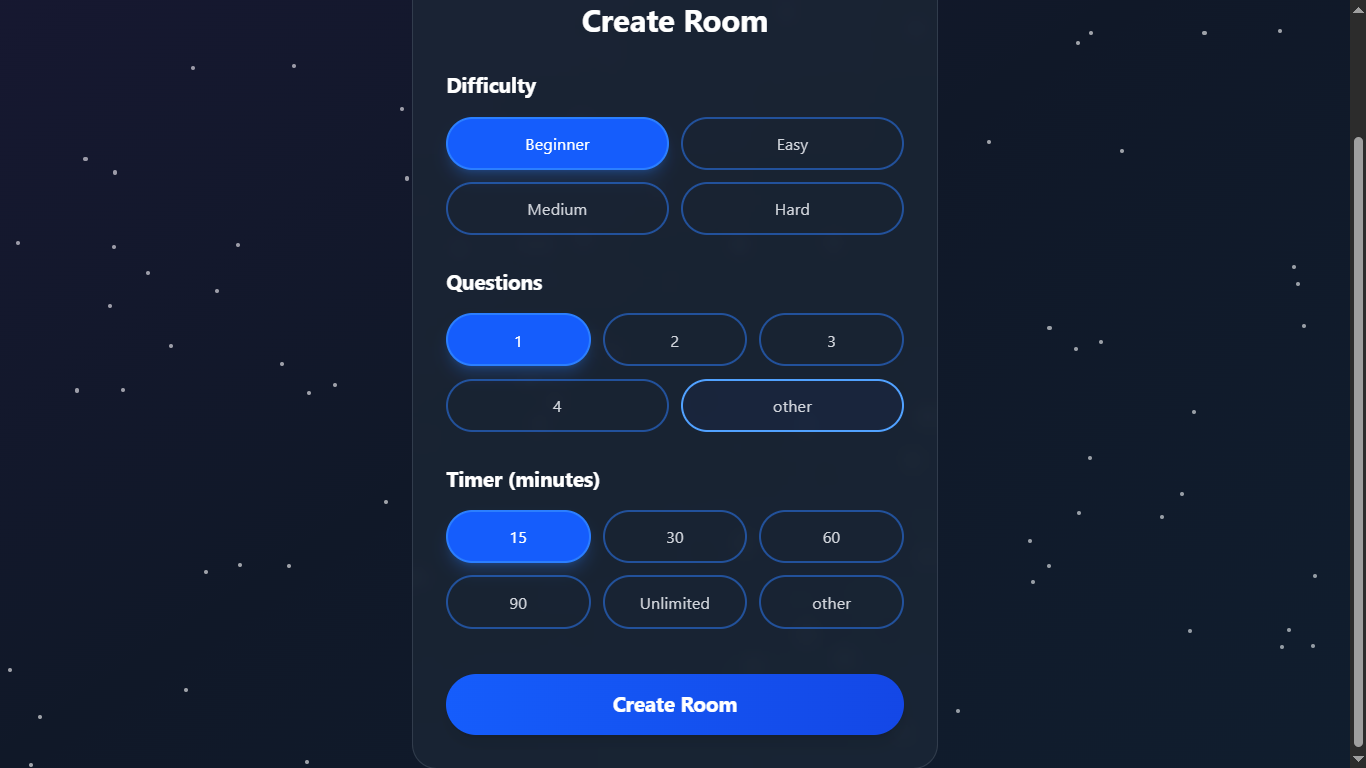 Create Room
Difficulty
Beginner
Easy
Medium
Hard
Questions
1
2
3
4
other
Timer (minutes)
15
30
60
90
Unlimited
other
Create Room